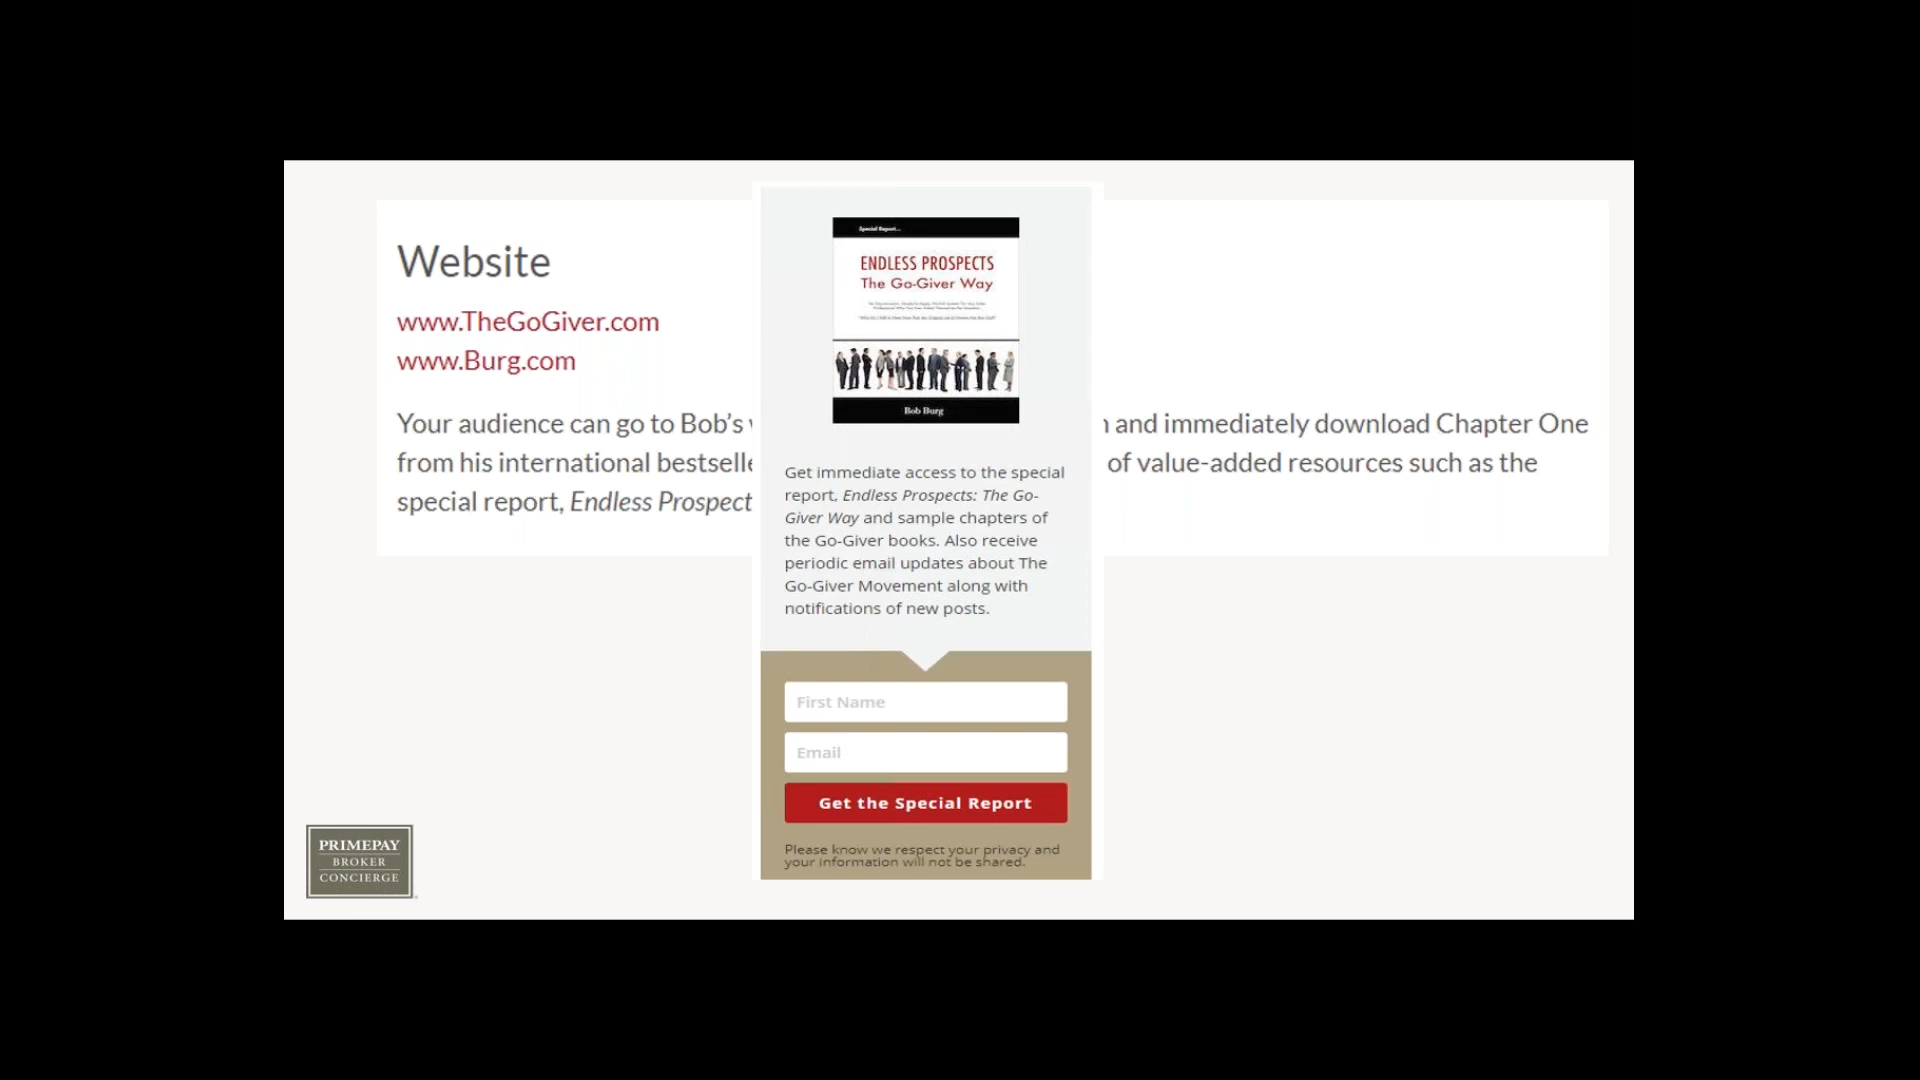 Website
www.TheGoGiver.com
www.Burg.com
Your audience can go to Bob's
and immediately download Chapter One
from his international bestselle
of value-added resources such as the
special report, Endless Prospect
Special Report...
ENDLESS PROSPECTS
The Go-Giver Way
Bob Burg
Get immediate access to the special
report, Endless Prospects: The Go-
Giver Way and sample chapters of
the Go-Giver books. Also receive
periodic email updates about The
Go-Giver Movement along with
notifications of new posts.
First Name
Email
Get the Special Report
Please know we respect your privacy and
your information will not be shared.
PRIMEPAY
BROKER
CONCIERGE